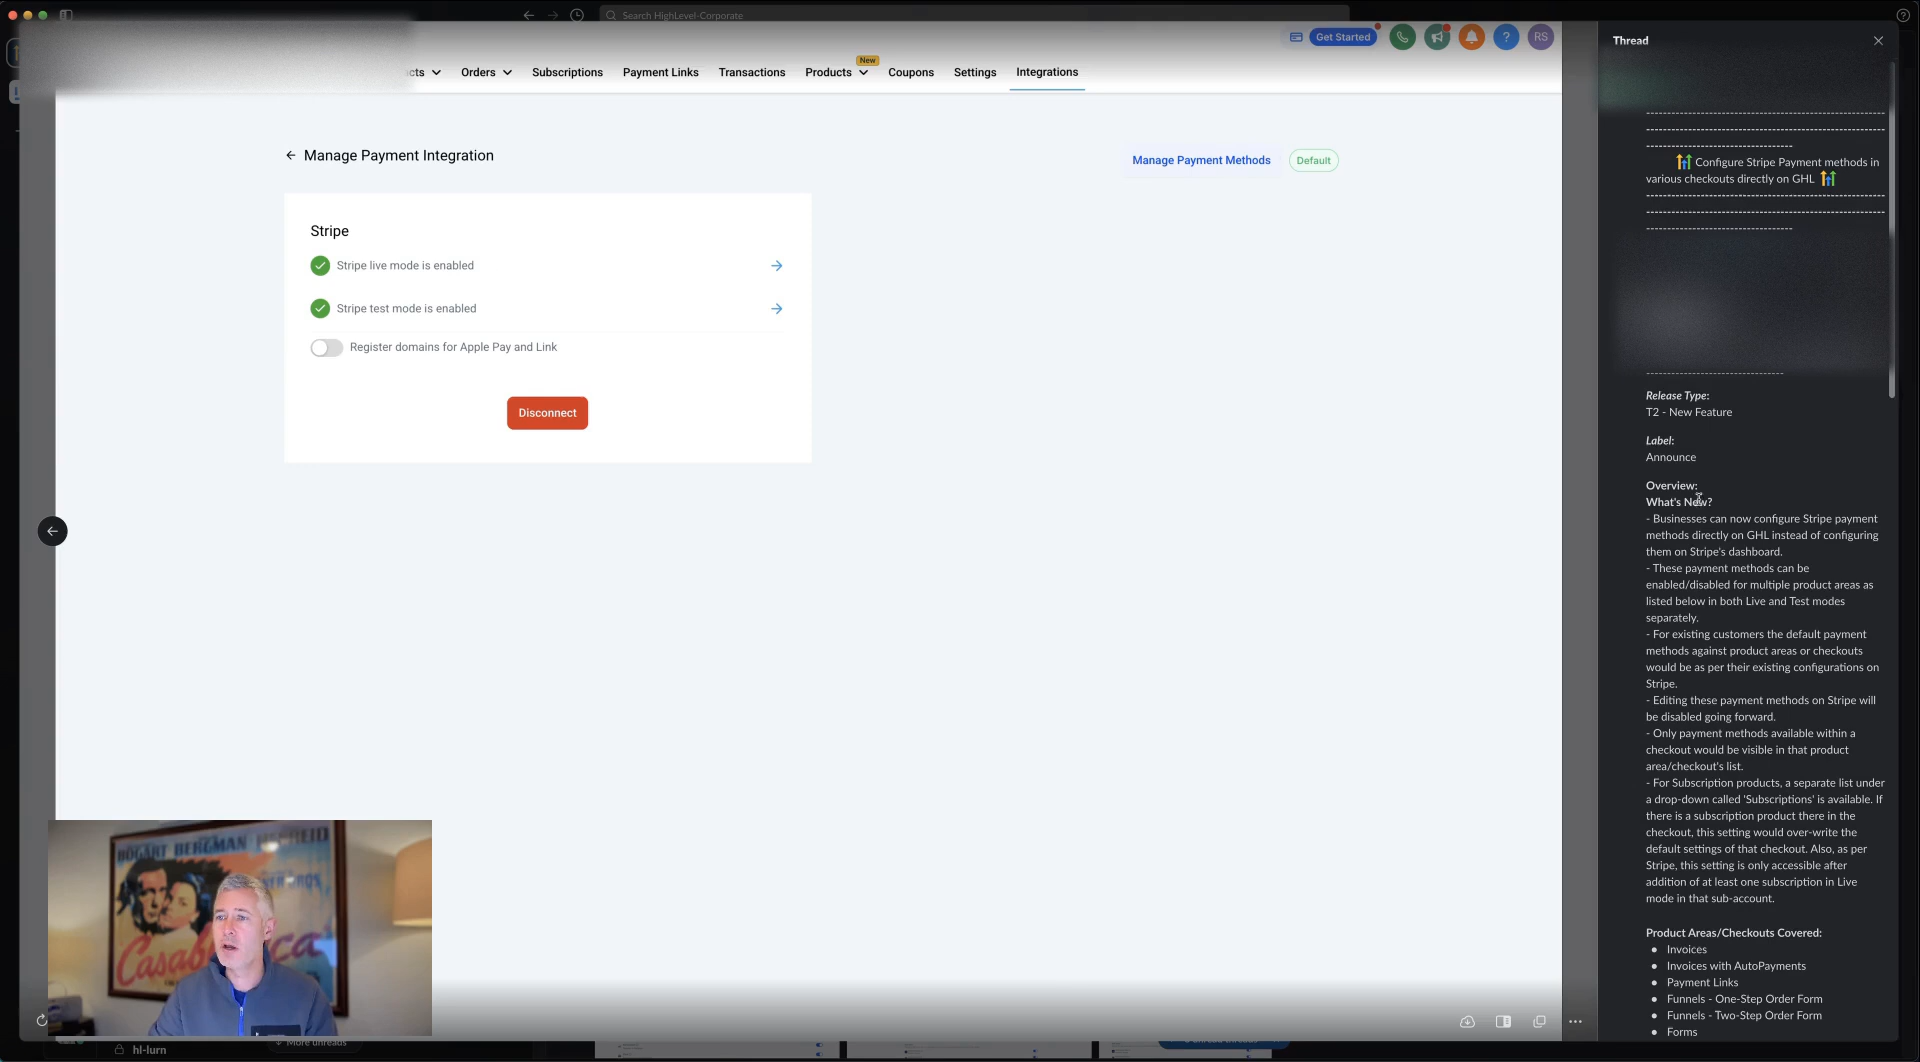 Search HighLevel-Corporate
Get Started
RS
cts
Orders
Subscriptions
Payment Links
Transactions
Products
New
Coupons
Settings
Integrations
Manage Payment Integration
Manage Payment Methods
Default
Stripe
Stripe live mode is enabled
Stripe test mode is enabled
Register domains for Apple Pay and Link
Disconnect
BOGART BERGMAN
Casab ca
More threads
hl-lurn
Thread
Configure Stripe Payment methods in
various checkouts directly on GHL
Release Type:
T2 - New Feature
Label:
Announce
Overview:
What's New?
- Businesses can now configure Stripe payment
methods directly on GHL instead of configuring
them on Stripe's dashboard.
- These payment methods can be
enabled/disabled for multiple product areas as
listed below in both Live and Test modes
separately.
- For existing customers the default payment
methods against product areas or checkouts
would be as per their existing configurations on
Stripe.
- Editing these payment methods on Stripe will
be disabled going forward.
- Only payment methods available within a
checkout would be visible in that product
area/checkout's list.
- For Subscription products, a separate list under
a drop-down called 'Subscriptions' is available. If
there is a subscription product there in the
checkout, this setting would over-write the
default settings of that checkout. Also, as per
Stripe, this setting is only accessible after
addition of at least one subscription in Live
mode in that sub-account.
Product Areas/Checkouts Covered:
• Invoices
• Invoices with AutoPayments
• Payment Links
• Funnels - One-Step Order Form
• Funnels - Two-Step Order Form
• Forms